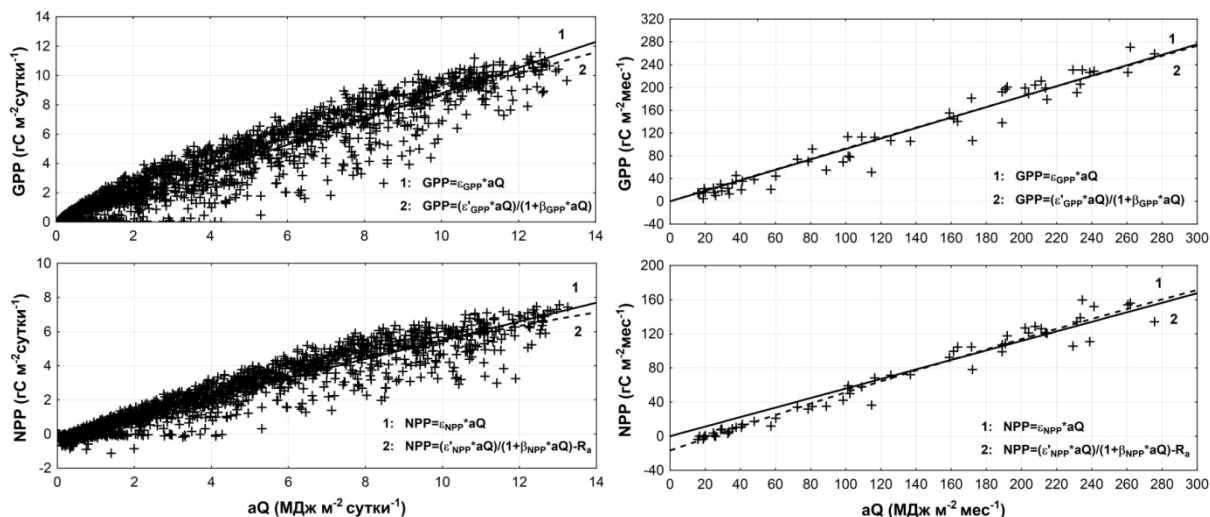 GPP (гС м⁻²сутки⁻¹)
14
12
10
8
6
4
2
0
0 2 4 6 8 10 12 14
1
2
1: GPP=ε_GPP*aQ
2: GPP=(ε'_GPP*aQ)/(1+β_GPP*aQ)
GPP (гС м⁻²мес⁻¹)
320
280
240
200
160
120
80
40
0
-40
0 20 40 60 80 100 120 140 160 180 200 220 240 260 280 300
1
2
1: GPP=ε_GPP*aQ
2: GPP=(ε'_GPP*aQ)/(1+β_GPP*aQ)
NPP (гС м⁻²сутки⁻¹)
10
8
6
4
2
0
-2
0 2 4 6 8 10 12 14
1
2
1: NPP=ε_NPP*aQ
2: NPP=(ε'_NPP*aQ)/(1+β_NPP*aQ)-R_a
aQ (МДж м⁻² сутки⁻¹)
NPP (гС м⁻²мес⁻¹)
200
160
120
80
40
0
-40
0 20 40 60 80 100 120 140 160 180 200 220 240 260 280 300
1
2
1: NPP=ε_NPP*aQ
2: NPP=(ε'_NPP*aQ)/(1+β_NPP*aQ)-R_a
aQ (МДж м⁻² мес⁻¹)